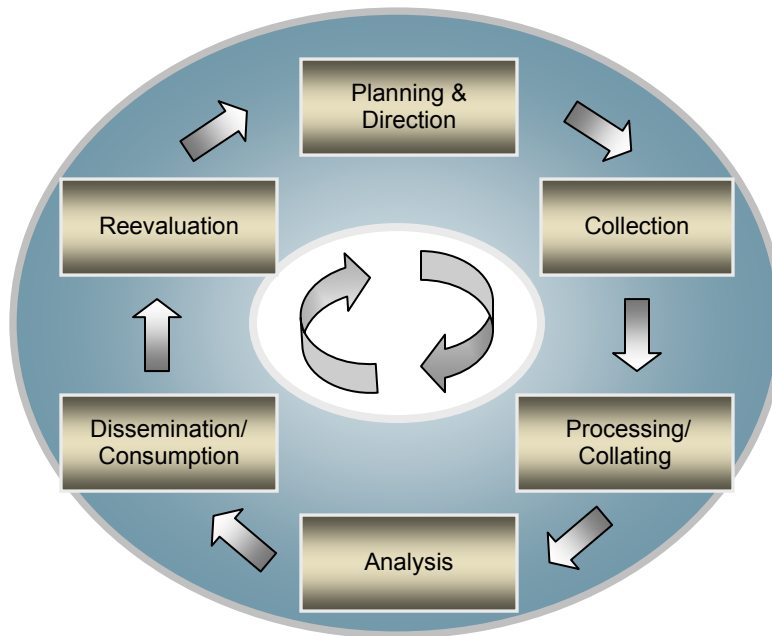 Planning &
Direction
Collection
Processing/
Collating
Analysis
Dissemination/
Consumption
Reevaluation